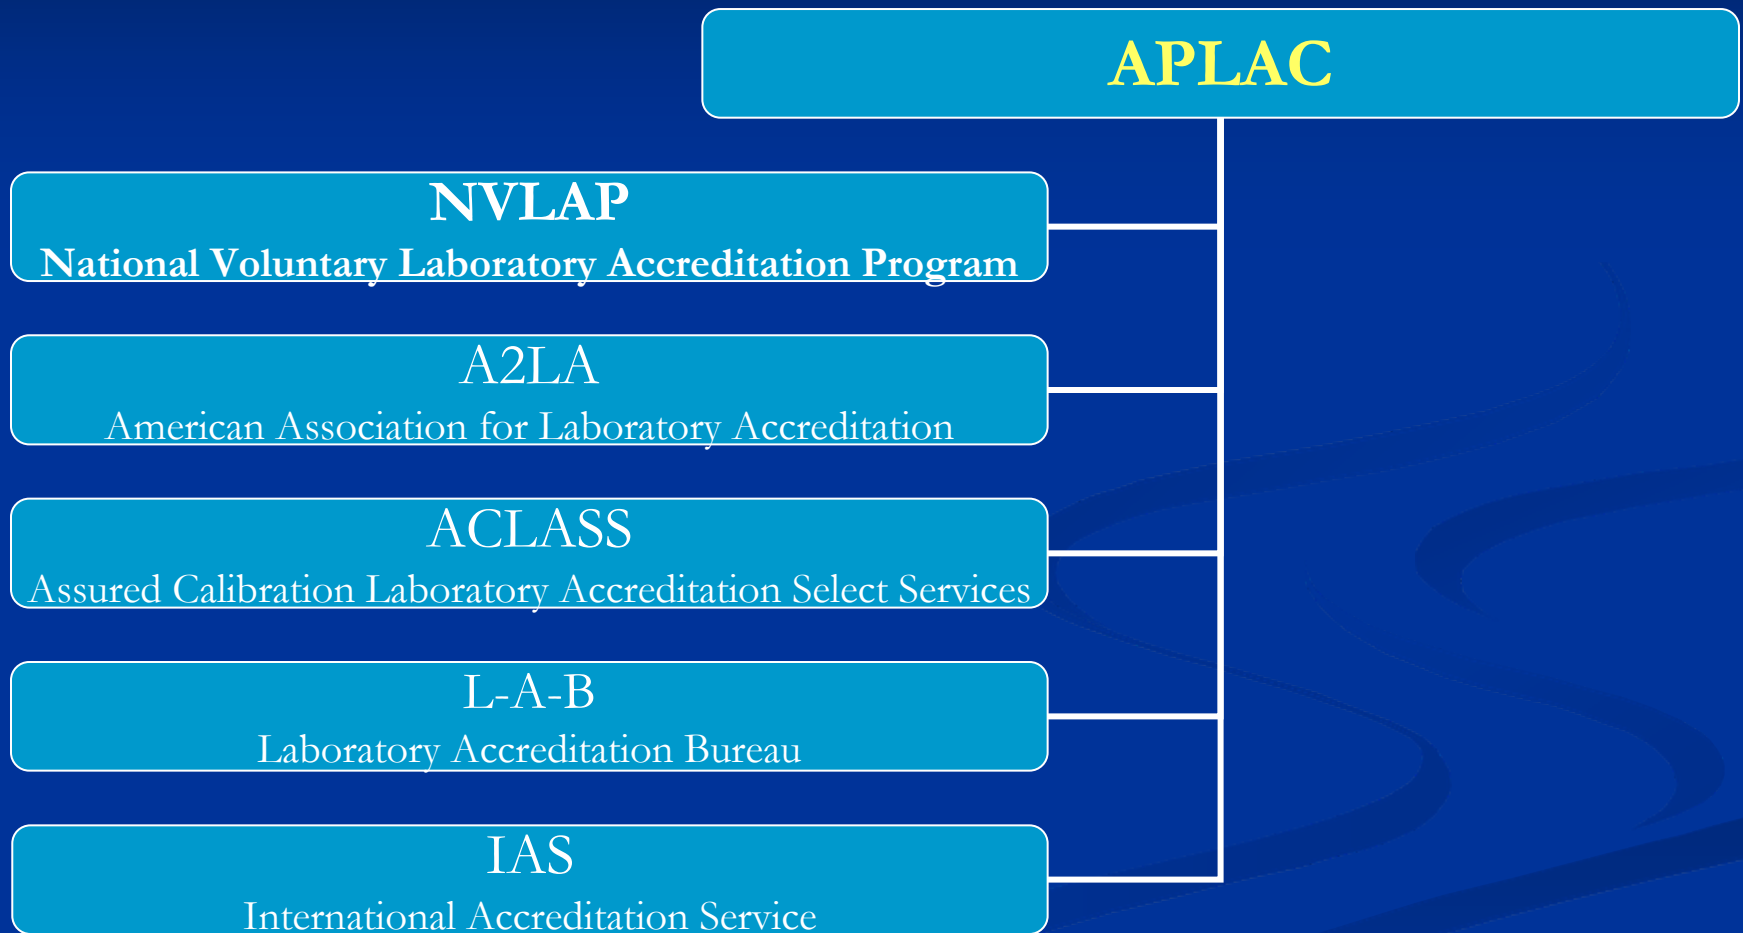 APLAC
NVLAP
National Voluntary Laboratory Accreditation Program
A2LA
American Association for Laboratory Accreditation
ACLASS
Assured Calibration Laboratory Accreditation Select Services
L-A-B
Laboratory Accreditation Bureau
IAS
International Accreditation Service